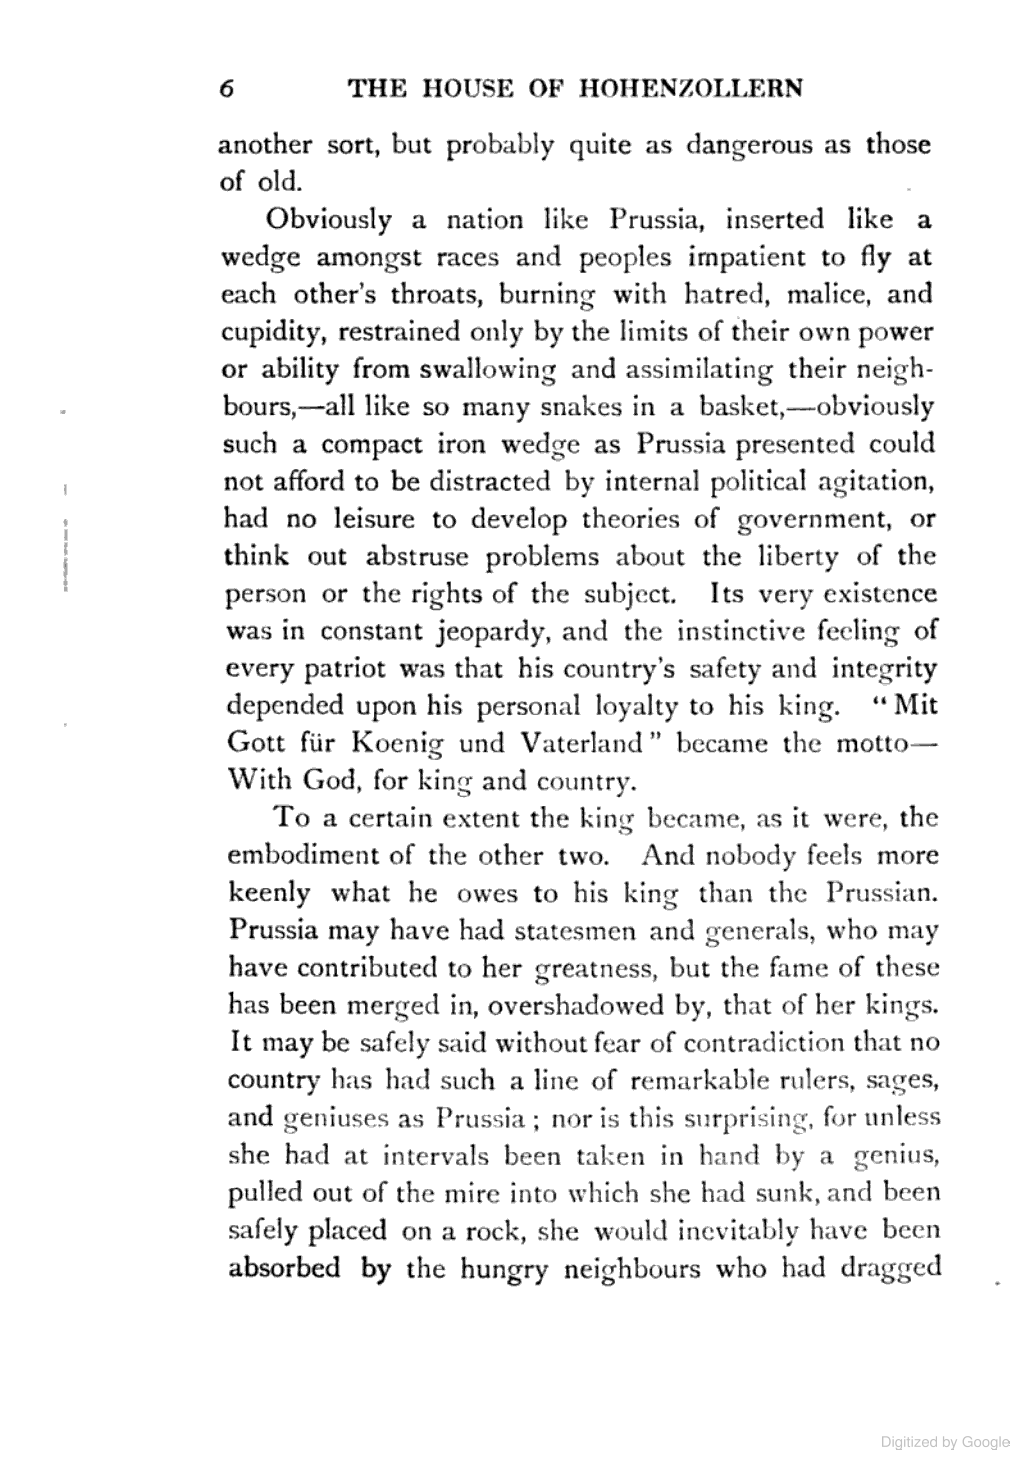 6 THE HOUSE OF HOHENZOLLERN
another sort, but probably quite as dangerous as those
of old.
Obviously a nation like Prussia, inserted like a
wedge amongst races and peoples impatient to fly at
each other's throats, burning with hatred, malice, and
cupidity, restrained only by the limits of their own power
or ability from swallowing and assimilating their neigh-
bours,—all like so many snakes in a basket,—obviously
such a compact iron wedge as Prussia presented could
not afford to be distracted by internal political agitation,
had no leisure to develop theories of government, or
think out abstruse problems about the liberty of the
person or the rights of the subject. Its very existence
was in constant jeopardy, and the instinctive feeling of
every patriot was that his country's safety and integrity
depended upon his personal loyalty to his king. “Mit
Gott für Koenig und Vaterland” became the motto—
With God, for king and country.
To a certain extent the king became, as it were, the
embodiment of the other two. And nobody feels more
keenly what he owes to his king than the Prussian.
Prussia may have had statesmen and generals, who may
have contributed to her greatness, but the fame of these
has been merged in, overshadowed by, that of her kings.
It may be safely said without fear of contradiction that no
country has had such a line of remarkable rulers, sages,
and geniuses as Prussia; nor is this surprising, for unless
she had at intervals been taken in hand by a genius,
pulled out of the mire into which she had sunk, and been
safely placed on a rock, she would inevitably have been
absorbed by the hungry neighbours who had dragged
Digitized by Google